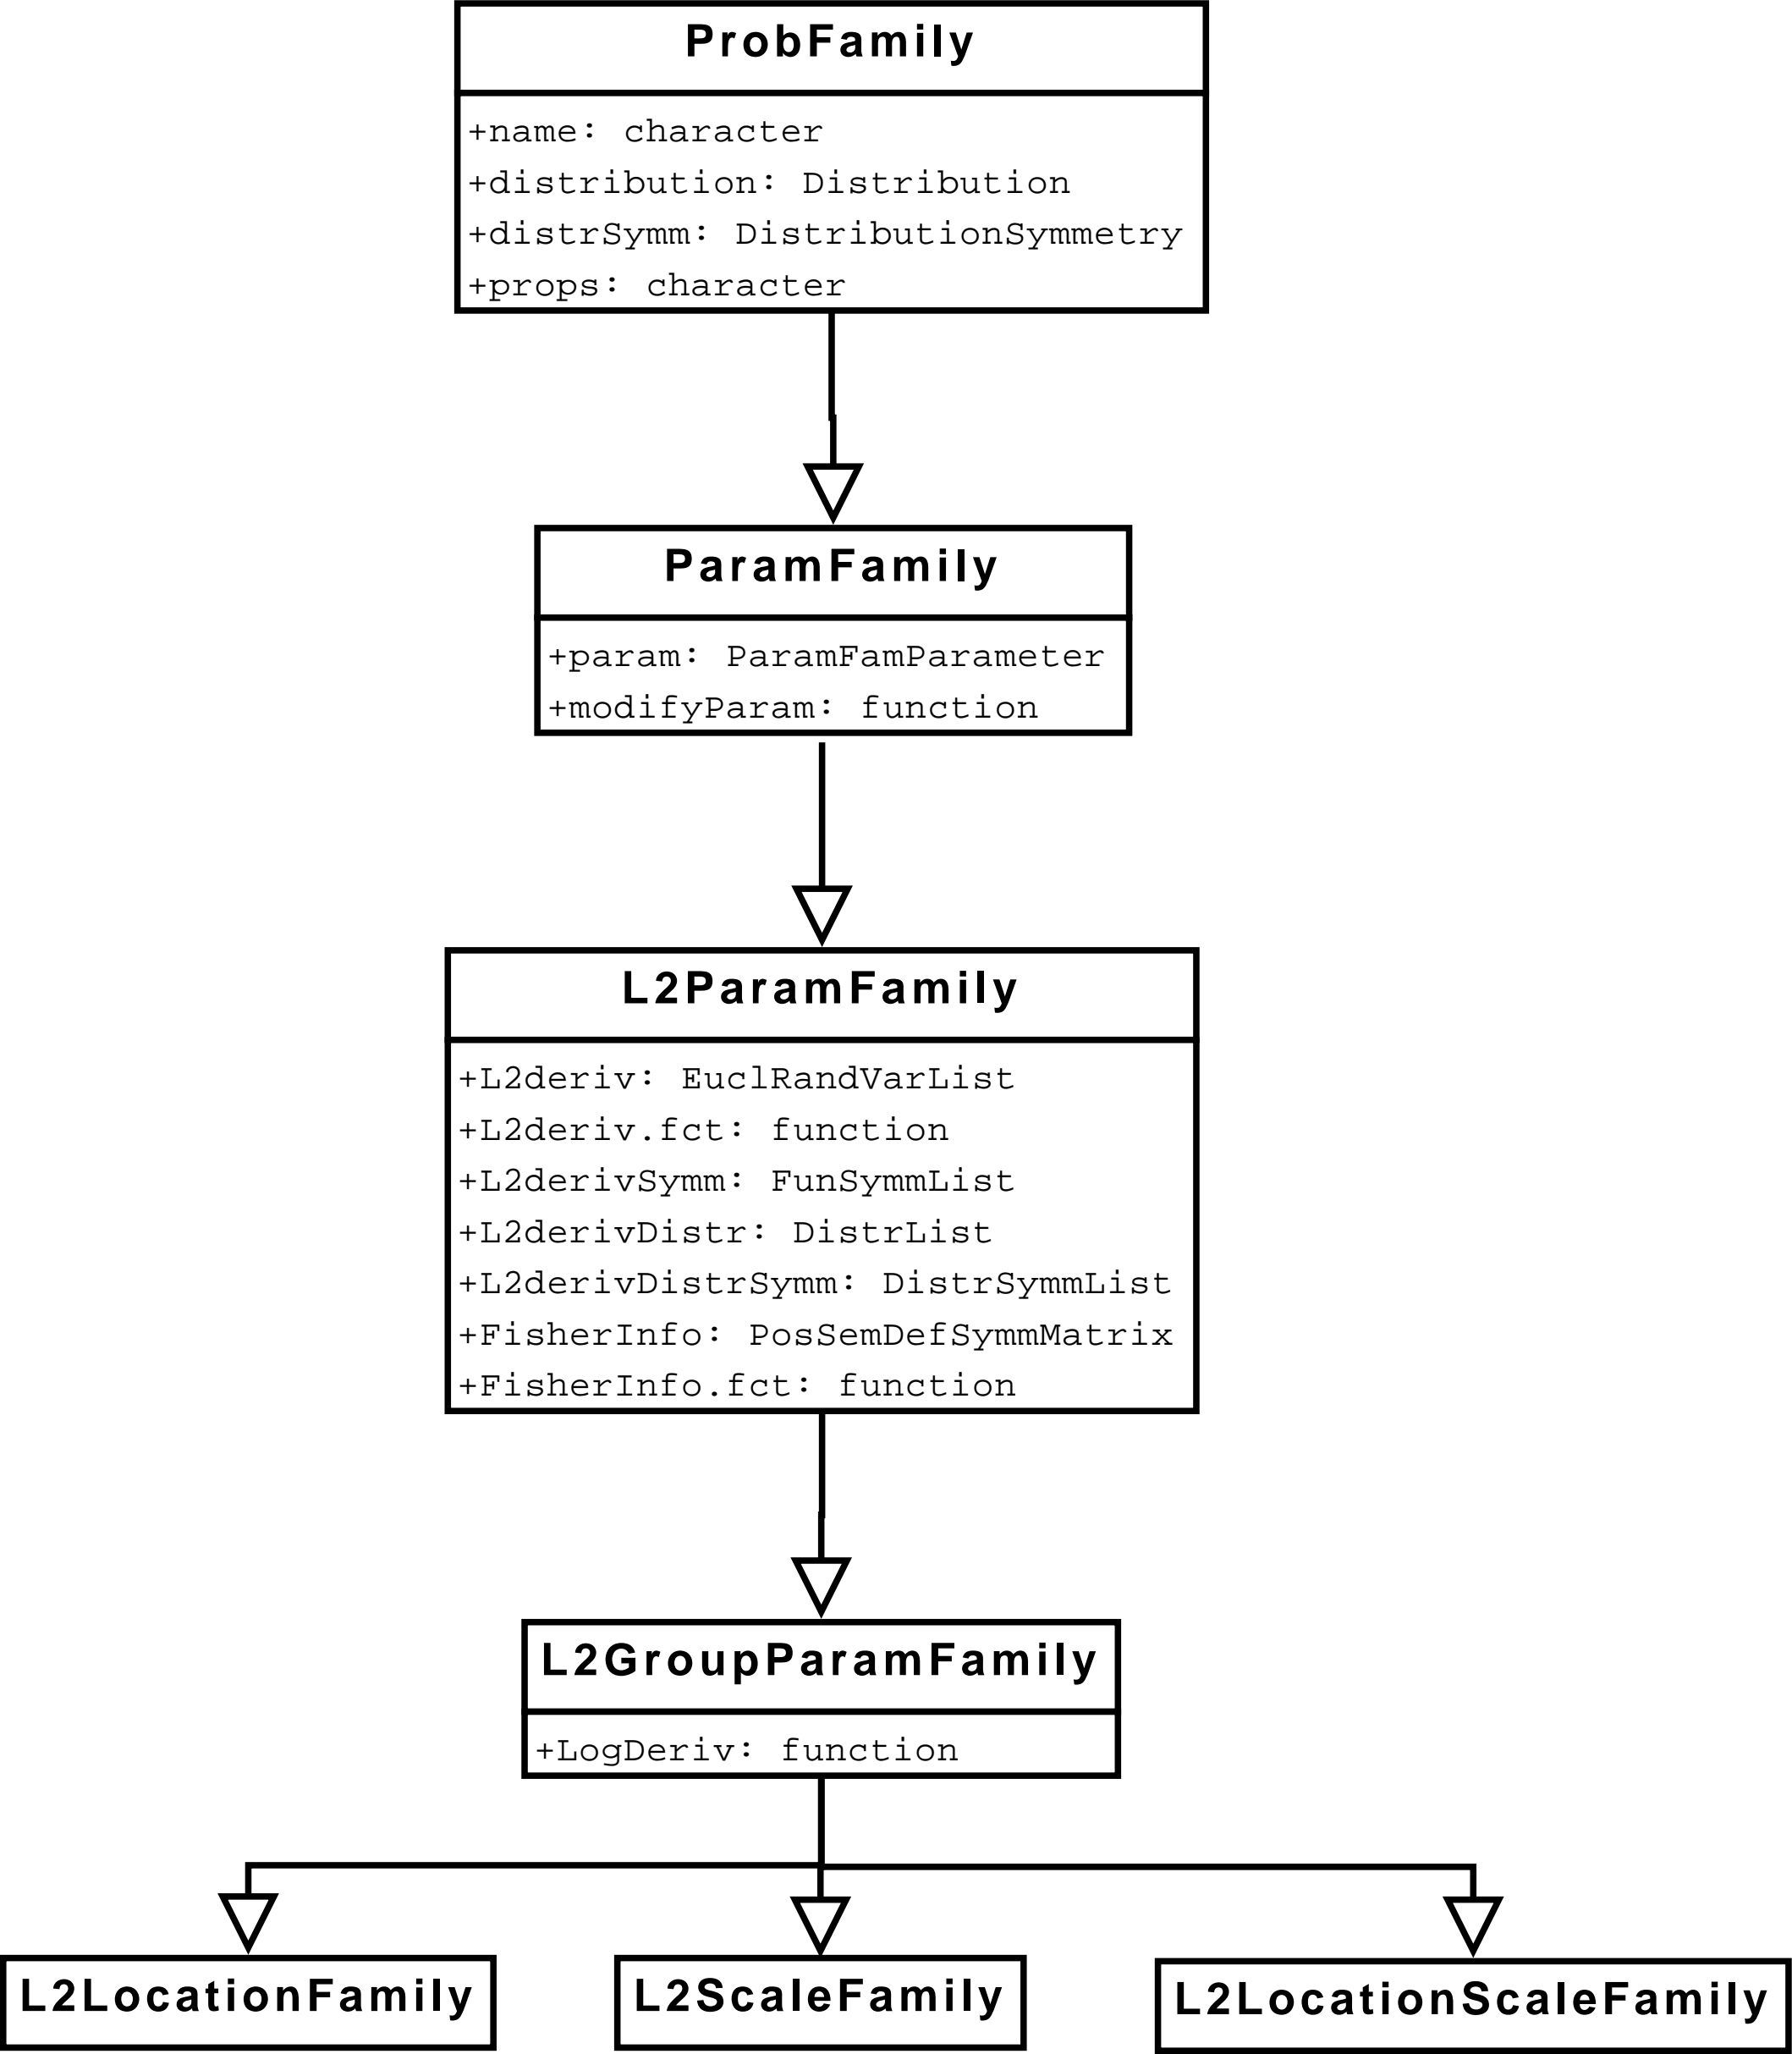 ProbFamily
+name: character
+distribution: Distribution
+distrSymm: DistributionSymmetry
+props: character
ParamFamily
+param: ParamFamParameter
+modifyParam: function
L2ParamFamily
+L2deriv: EuclRandVarList
+L2deriv.fct: function
+L2derivSymm: FunSymmList
+L2derivDistr: DistrList
+L2derivDistrSymm: DistrSymmList
+FisherInfo: PosSemDefSymmMatrix
+FisherInfo.fct: function
L2GroupParamFamily
+LogDeriv: function
L2LocationFamily
L2ScaleFamily
L2LocationScaleFamily